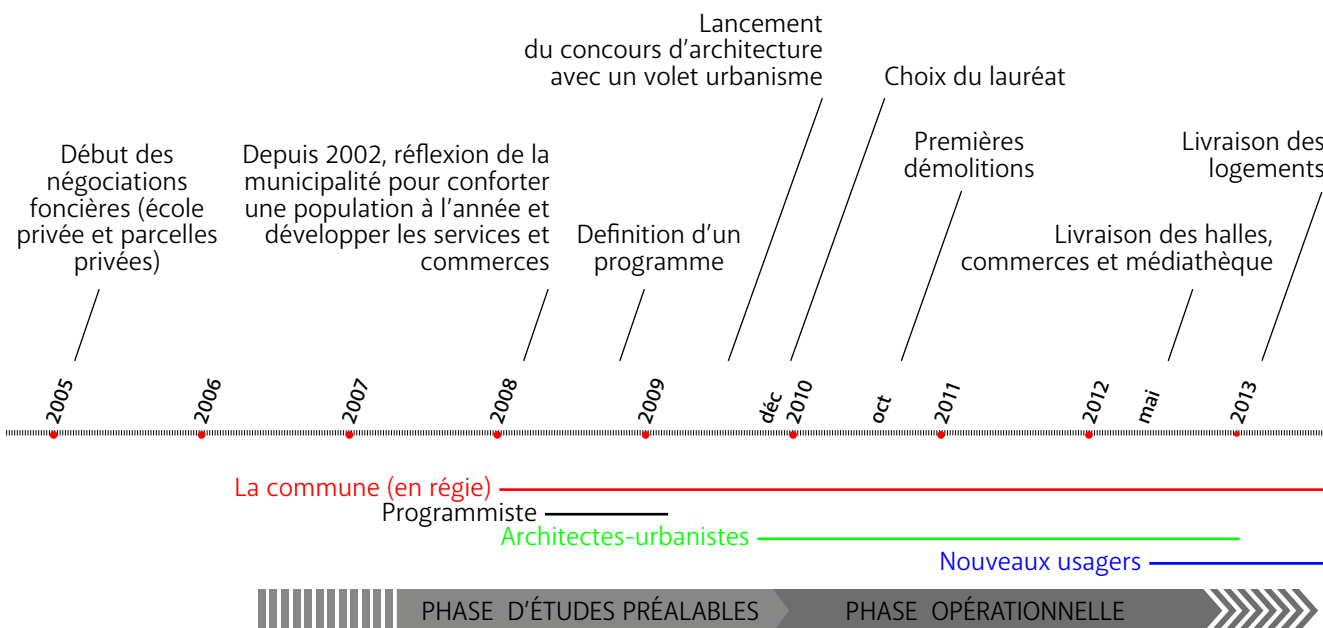 Lancement
du concours d’architecture
avec un volet urbanisme
Choix du lauréat
Début des
négociations
foncières (école
privée et parcelles
privées)
Depuis 2002, réflexion de la
municipalité pour conforter
une population à l’année et
développer les services et
commerces
Definition d’un
programme
Premières
démolitions
Livraison des halles,
commerces et médiathèque
Livraison des
logements
2005
2006
2007
2008
2009
déc
2010
oct
2011
2012
mai
2013
La commune (en régie)
Programmiste
Architectes-urbanistes
Nouveaux usagers
PHASE D’ÉTUDES PRÉALABLES
PHASE OPÉRATIONNELLE